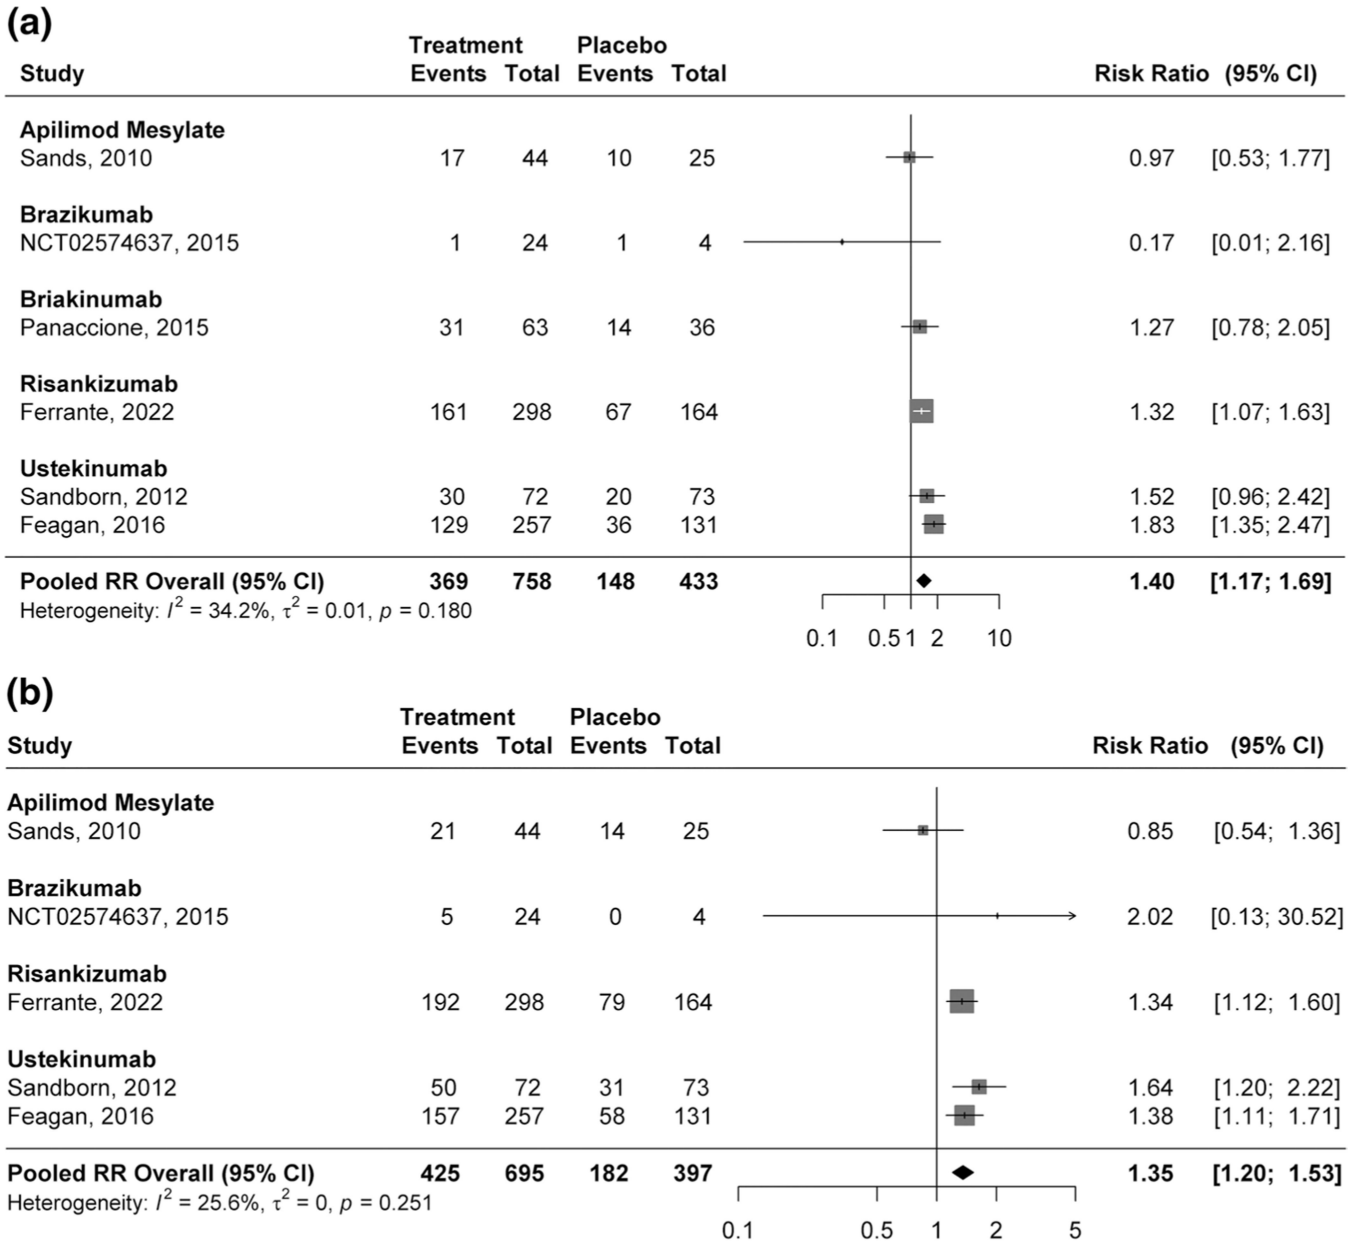 (a)
Treatment Placebo
Study Events Total Events Total Risk Ratio (95% CI)
Apilimod Mesylate
Sands, 2010 17 44 10 25 0.97 [0.53; 1.77]
Brazikumab
NCT02574637, 2015 1 24 1 4 0.17 [0.01; 2.16]
Briakinumab
Panaccione, 2015 31 63 14 36 1.27 [0.78; 2.05]
Risankizumab
Ferrante, 2022 161 298 67 164 1.32 [1.07; 1.63]
Ustekinumab
Sandborn, 2012 30 72 20 73 1.52 [0.96; 2.42]
Feagan, 2016 129 257 36 131 1.83 [1.35; 2.47]
Pooled RR Overall (95% CI) 369 758 148 433 1.40 [1.17; 1.69]
Heterogeneity: I² = 34.2%, τ² = 0.01, p = 0.180
0.1 0.5 1 2 10
(b)
Treatment Placebo
Study Events Total Events Total Risk Ratio (95% CI)
Apilimod Mesylate
Sands, 2010 21 44 14 25 0.85 [0.54; 1.36]
Brazikumab
NCT02574637, 2015 5 24 0 4 2.02 [0.13; 30.52]
Risankizumab
Ferrante, 2022 192 298 79 164 1.34 [1.12; 1.60]
Ustekinumab
Sandborn, 2012 50 72 31 73 1.64 [1.20; 2.22]
Feagan, 2016 157 257 58 131 1.38 [1.11; 1.71]
Pooled RR Overall (95% CI) 425 695 182 397 1.35 [1.20; 1.53]
Heterogeneity: I² = 25.6%, τ² = 0, p = 0.251
0.1 0.5 1 2 5